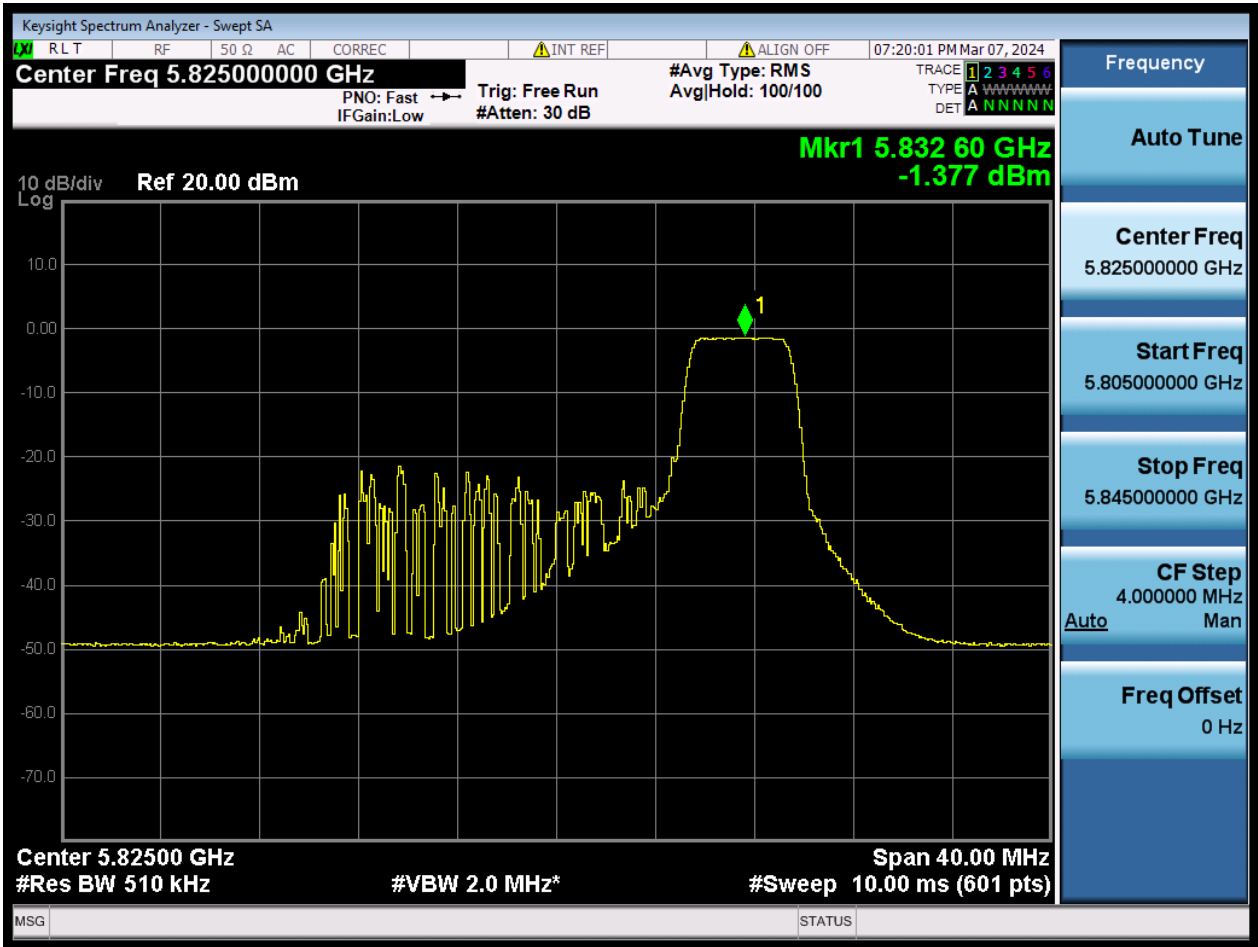 Keysight Spectrum Analyzer - Swept SA
LXI RLT RF 50 Ω AC CORREC INT REF ALIGN OFF 07:20:01 PM Mar 07, 2024
Center Freq 5.825000000 GHz
PNO: Fast
IFGain:Low
Trig: Free Run
#Atten: 30 dB
#Avg Type: RMS
Avg|Hold: 100/100
TRACE 1 2 3 4 5 6
TYPE A WWWWW
DET A N N N N N
Mkr1 5.832 60 GHz
-1.377 dBm
10 dB/div Ref 20.00 dBm
Log
1
10.0
0.00
-10.0
-20.0
-30.0
-40.0
-50.0
-60.0
-70.0
Center 5.82500 GHz Span 40.00 MHz
#Res BW 510 kHz #VBW 2.0 MHz* #Sweep 10.00 ms (601 pts)
MSG STATUS
Frequency
Auto Tune
Center Freq
5.825000000 GHz
Start Freq
5.805000000 GHz
Stop Freq
5.845000000 GHz
CF Step
4.000000 MHz
Auto Man
Freq Offset
0 Hz